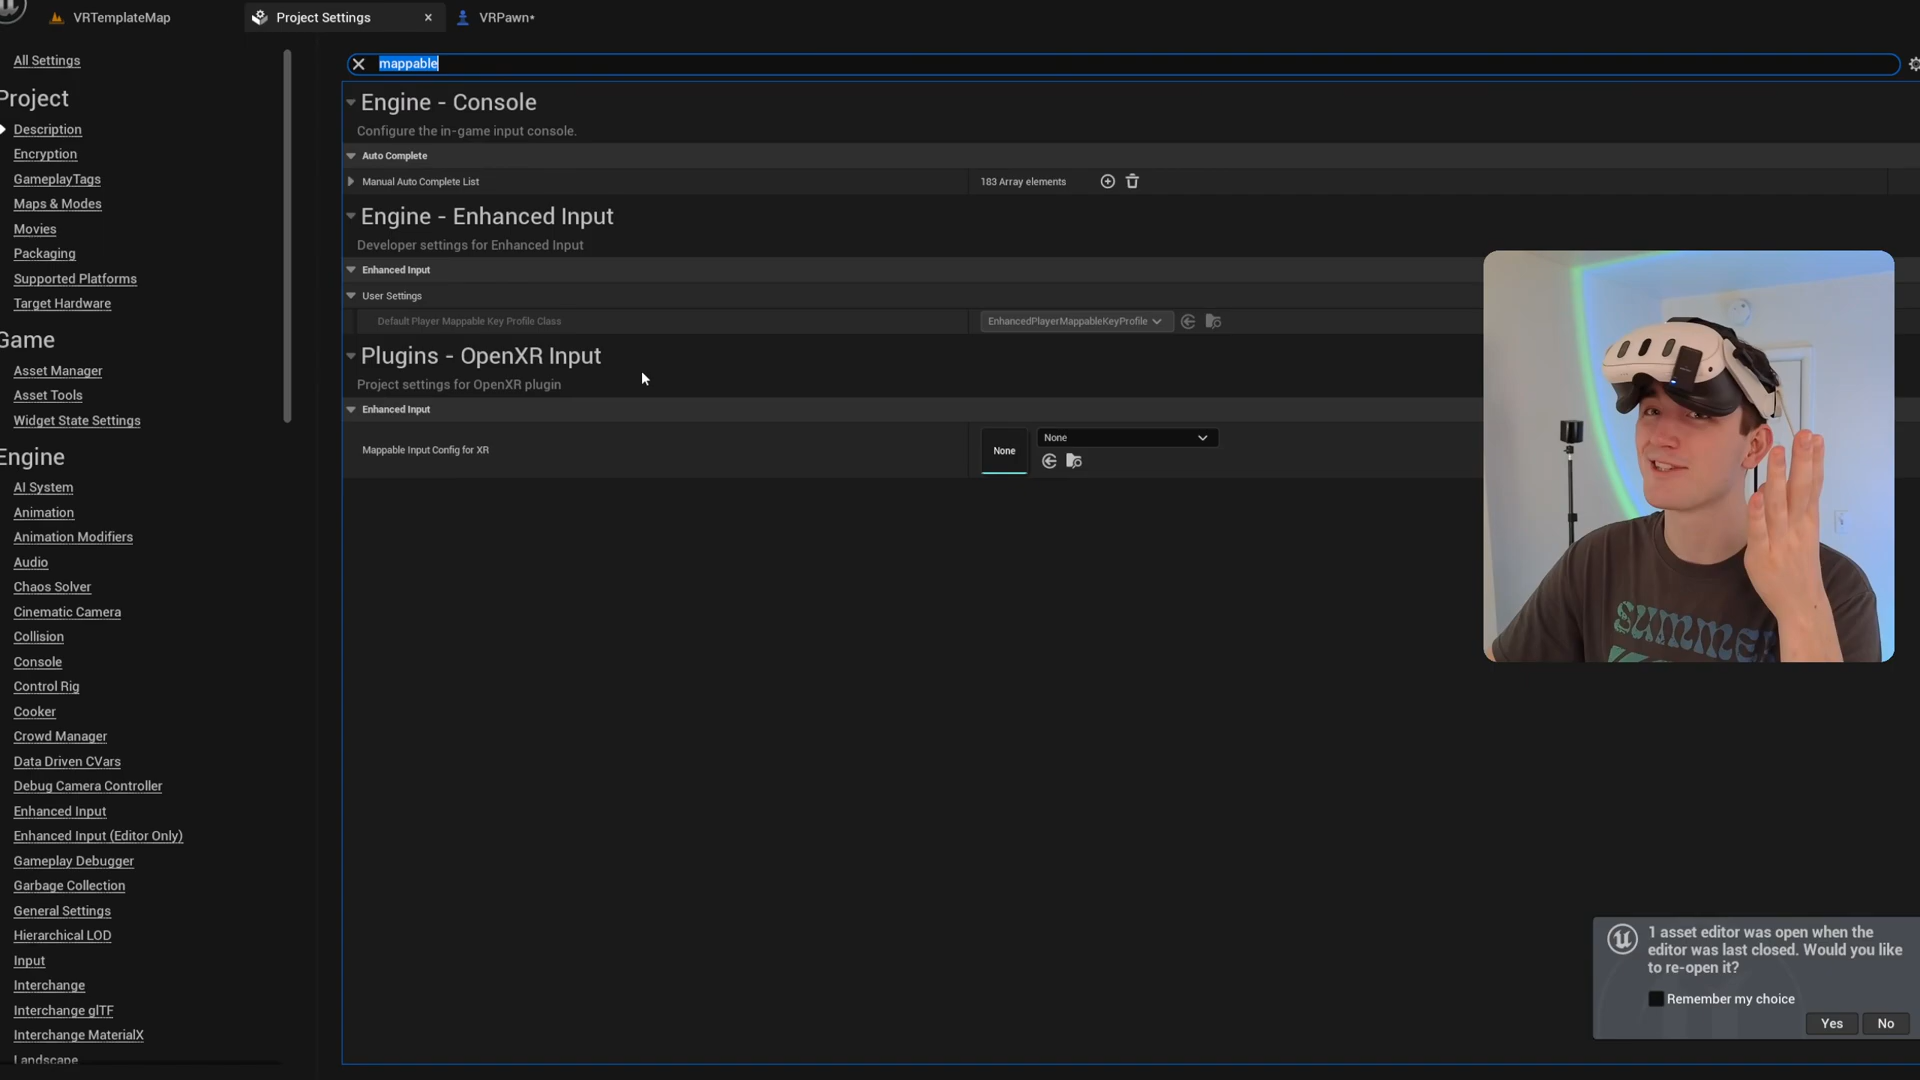 VRTemplateMap
Project Settings
VRPawn*
mappable
All Settings
Project
Description
Encryption
GameplayTags
Maps & Modes
Movies
Packaging
Supported Platforms
Target Hardware
Game
Asset Manager
Asset Tools
Widget State Settings
Engine
AI System
Animation
Animation Modifiers
Audio
Chaos Solver
Cinematic Camera
Collision
Console
Control Rig
Cooker
Crowd Manager
Data Driven CVars
Debug Camera Controller
Enhanced Input
Enhanced Input (Editor Only)
Gameplay Debugger
Garbage Collection
General Settings
Hierarchical LOD
Input
Interchange
Interchange glTF
Interchange MaterialX
Landscape
Engine - Console
Configure the in-game input console.
Auto Complete
Manual Auto Complete List
183 Array elements
Engine - Enhanced Input
Developer settings for Enhanced Input
Enhanced Input
User Settings
Default Player Mappable Key Profile Class
EnhancedPlayerMappableKeyProfile
Plugins - OpenXR Input
Project settings for OpenXR plugin
Enhanced Input
Mappable Input Config for XR
None
None
SUMMER
1 asset editor was open when the
editor was last closed. Would you like
to re-open it?
Remember my choice
Yes
No